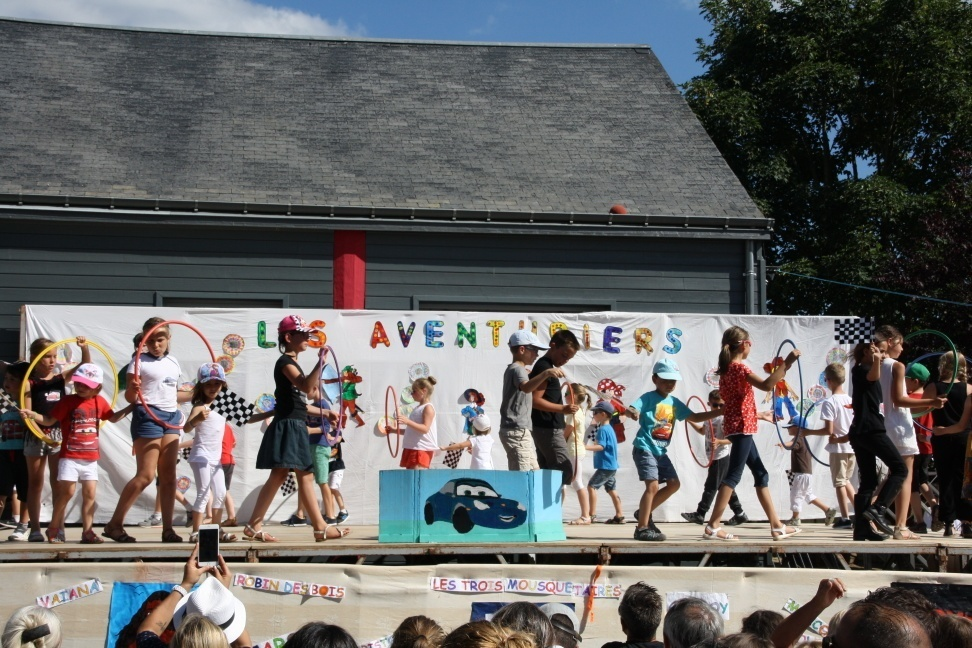 LES AVENTURIERS
VAIANA
ROBIN DES BOIS
LES TROIS MOUSQUETAIRES